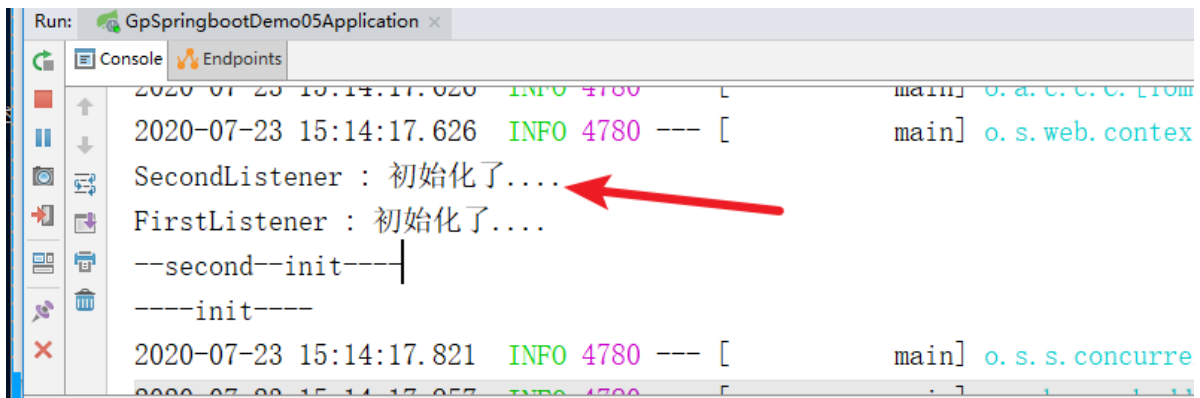 Run: GpSpringbootDemo05Application ×
Console Endpoints
2020-07-23 15:14:17.626 INFO 4780 --- [ main] o.s.web.contex
SecondListener : 初始化了....
FirstListener : 初始化了....
--second--init----
----init----
2020-07-23 15:14:17.821 INFO 4780 --- [ main] o.s.s.concurre